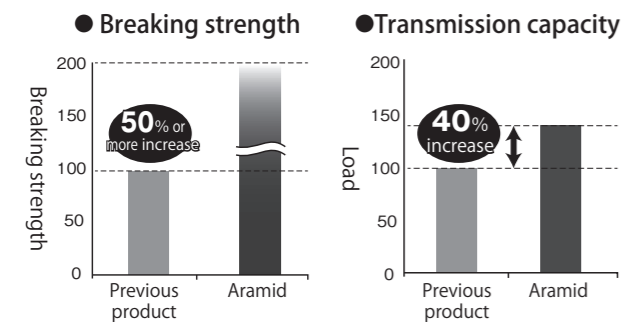 ● Breaking strength
Breaking strength
200
150
100
50
0
50% or
more increase
Previous
product
Aramid
●Transmission capacity
Load
200
150
100
50
0
40%
increase
Previous
product
Aramid